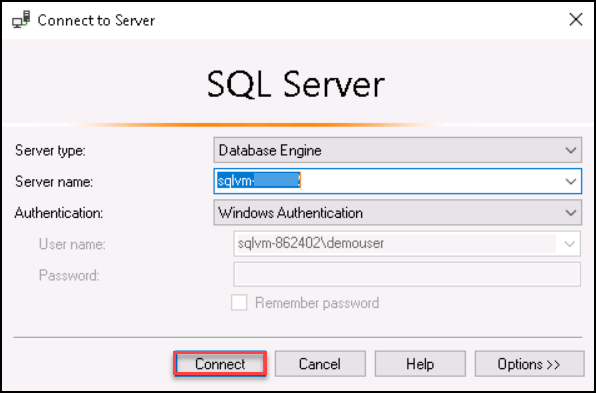 Connect to Server
SQL Server
Server type: Database Engine
Server name: sqlvm-
Authentication: Windows Authentication
User name: sqlvm-862402\demouser
Password:
Remember password
Connect Cancel Help Options >>